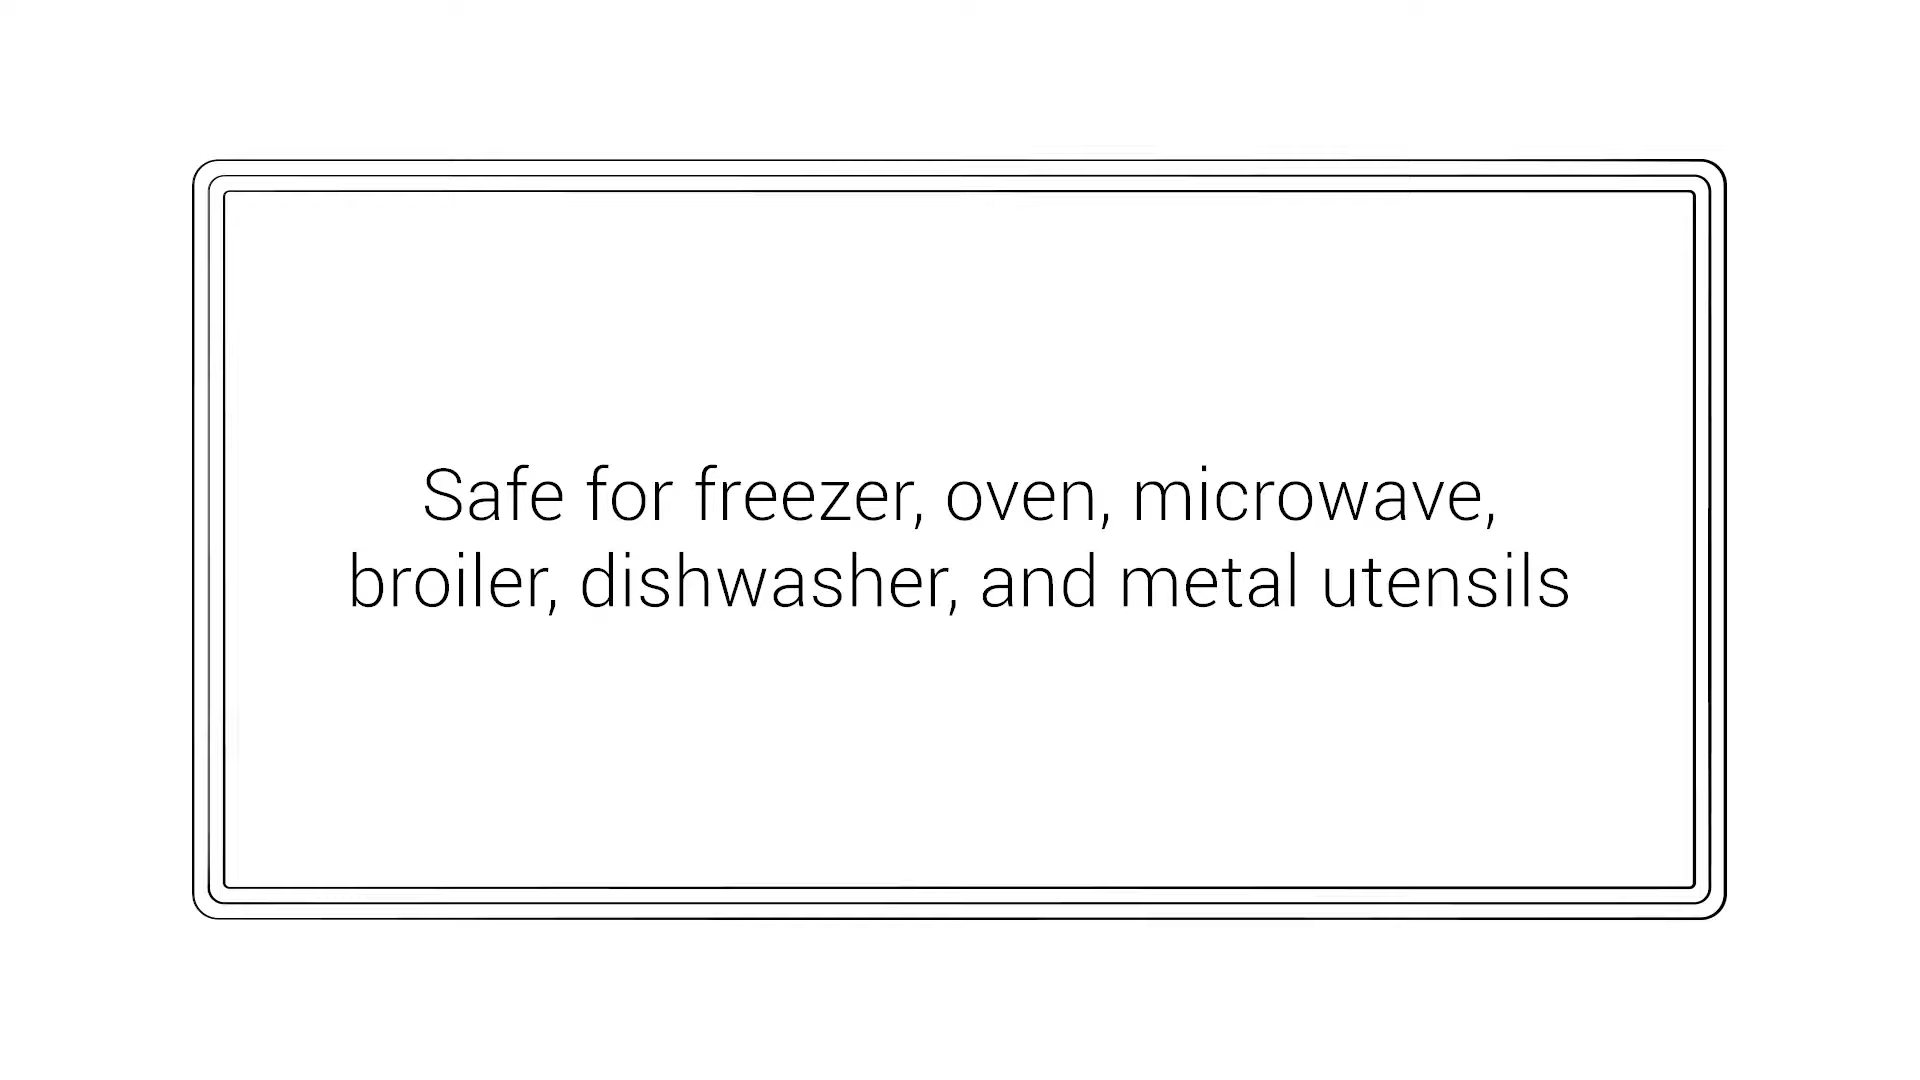 Safe for freezer, oven, microwave,
broiler, dishwasher, and metal utensils